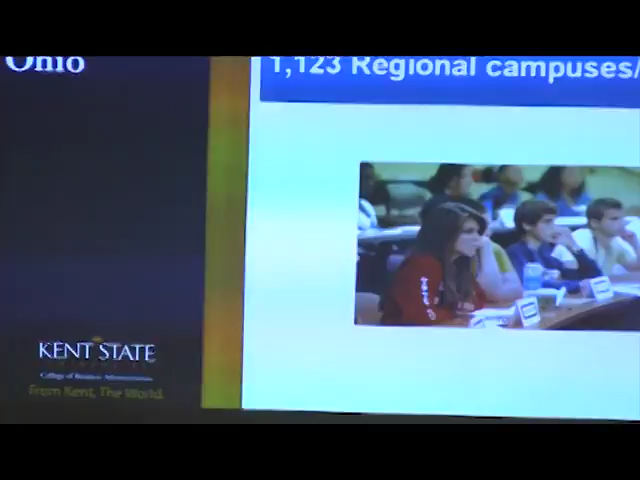 Ohio
1,123 Regional campuses/
KENT STATE
College of Business Administration
From Kent, The World.